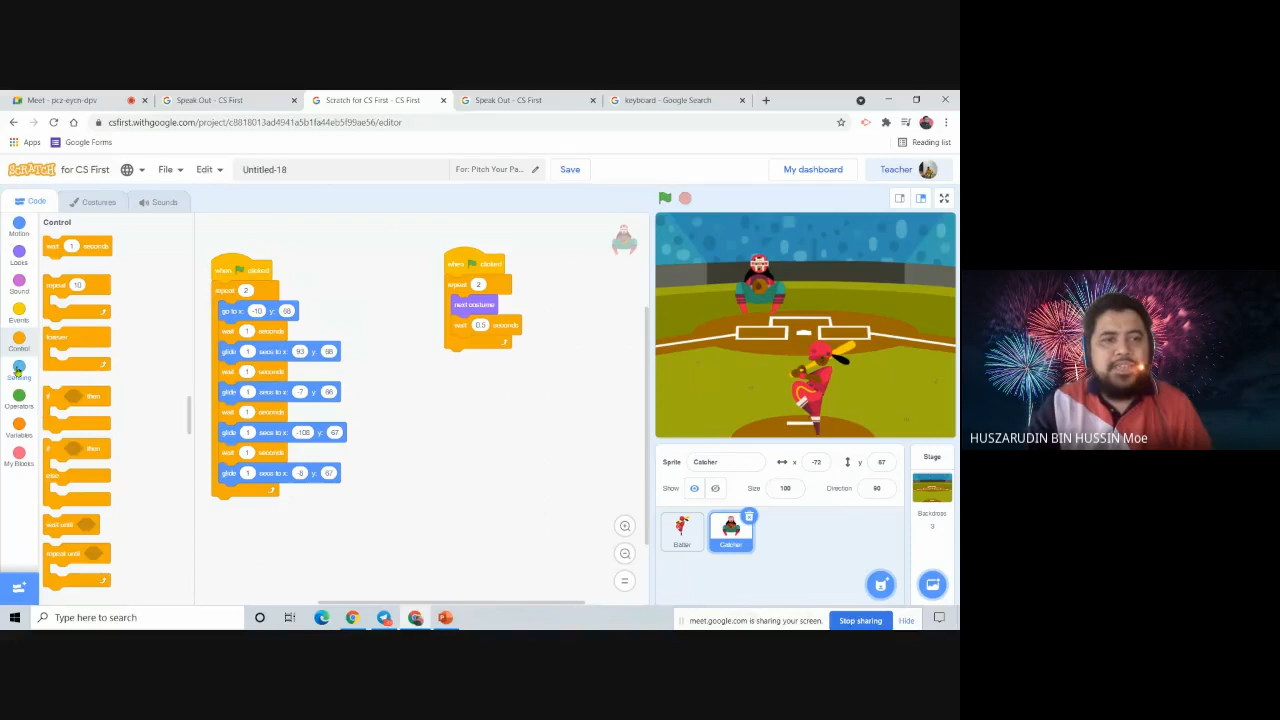 Meet - pcz-eycn-dpv
Speak Out - CS First
Scratch for CS First - CS First
Speak Out - CS First
keyboard - Google Search
csfirst.withgoogle.com/project/c8818013ad4941a5b1fa44eb5f99ae56/editor
Apps
Google Forms
Reading list
SCRATCH for CS First
File
Edit
Untitled-18
For: Pitch Your Pa...
Save
My dashboard
Teacher
Code
Costumes
Sounds
Motion
Looks
Sound
Events
Control
Sensing
Operators
Variables
My Blocks
Control
wait 1 seconds
repeat 10
forever
if then
if then
else
wait until
repeat until
when clicked
repeat 2
go to x: -10 y: 68
wait 1 seconds
glide 1 secs to x: 93 y: 68
wait 1 seconds
glide 1 secs to x: -7 y: 66
wait 1 seconds
glide 1 secs to x: -108 y: 67
wait 1 seconds
glide 1 secs to x: y: 67
when clicked
repeat 2
next costume
wait 0.5 seconds
Sprite Catcher x -72 y 67
Show Size 100 Direction 90
Batter
Catcher
Stage
Backdrops
3
Type here to search
meet.google.com is sharing your screen.
Stop sharing
Hide
HUSZARUDIN BIN HUSSIN Moe